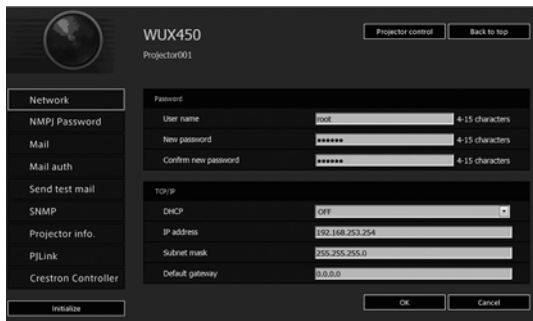 WUX450
Projector001
Projector control
Back to top
Network
NMPJ Password
Mail
Mail auth
Send test mail
SNMP
Projector info.
PJLink
Crestron Controller
Initialize
Password
User name root 4-15 characters
New password •••••• 4-15 characters
Confirm new password •••••• 4-15 characters
TCP/IP
DHCP OFF
IP address 192.168.253.254
Subnet mask 255.255.255.0
Default gateway 0.0.0.0
OK
Cancel